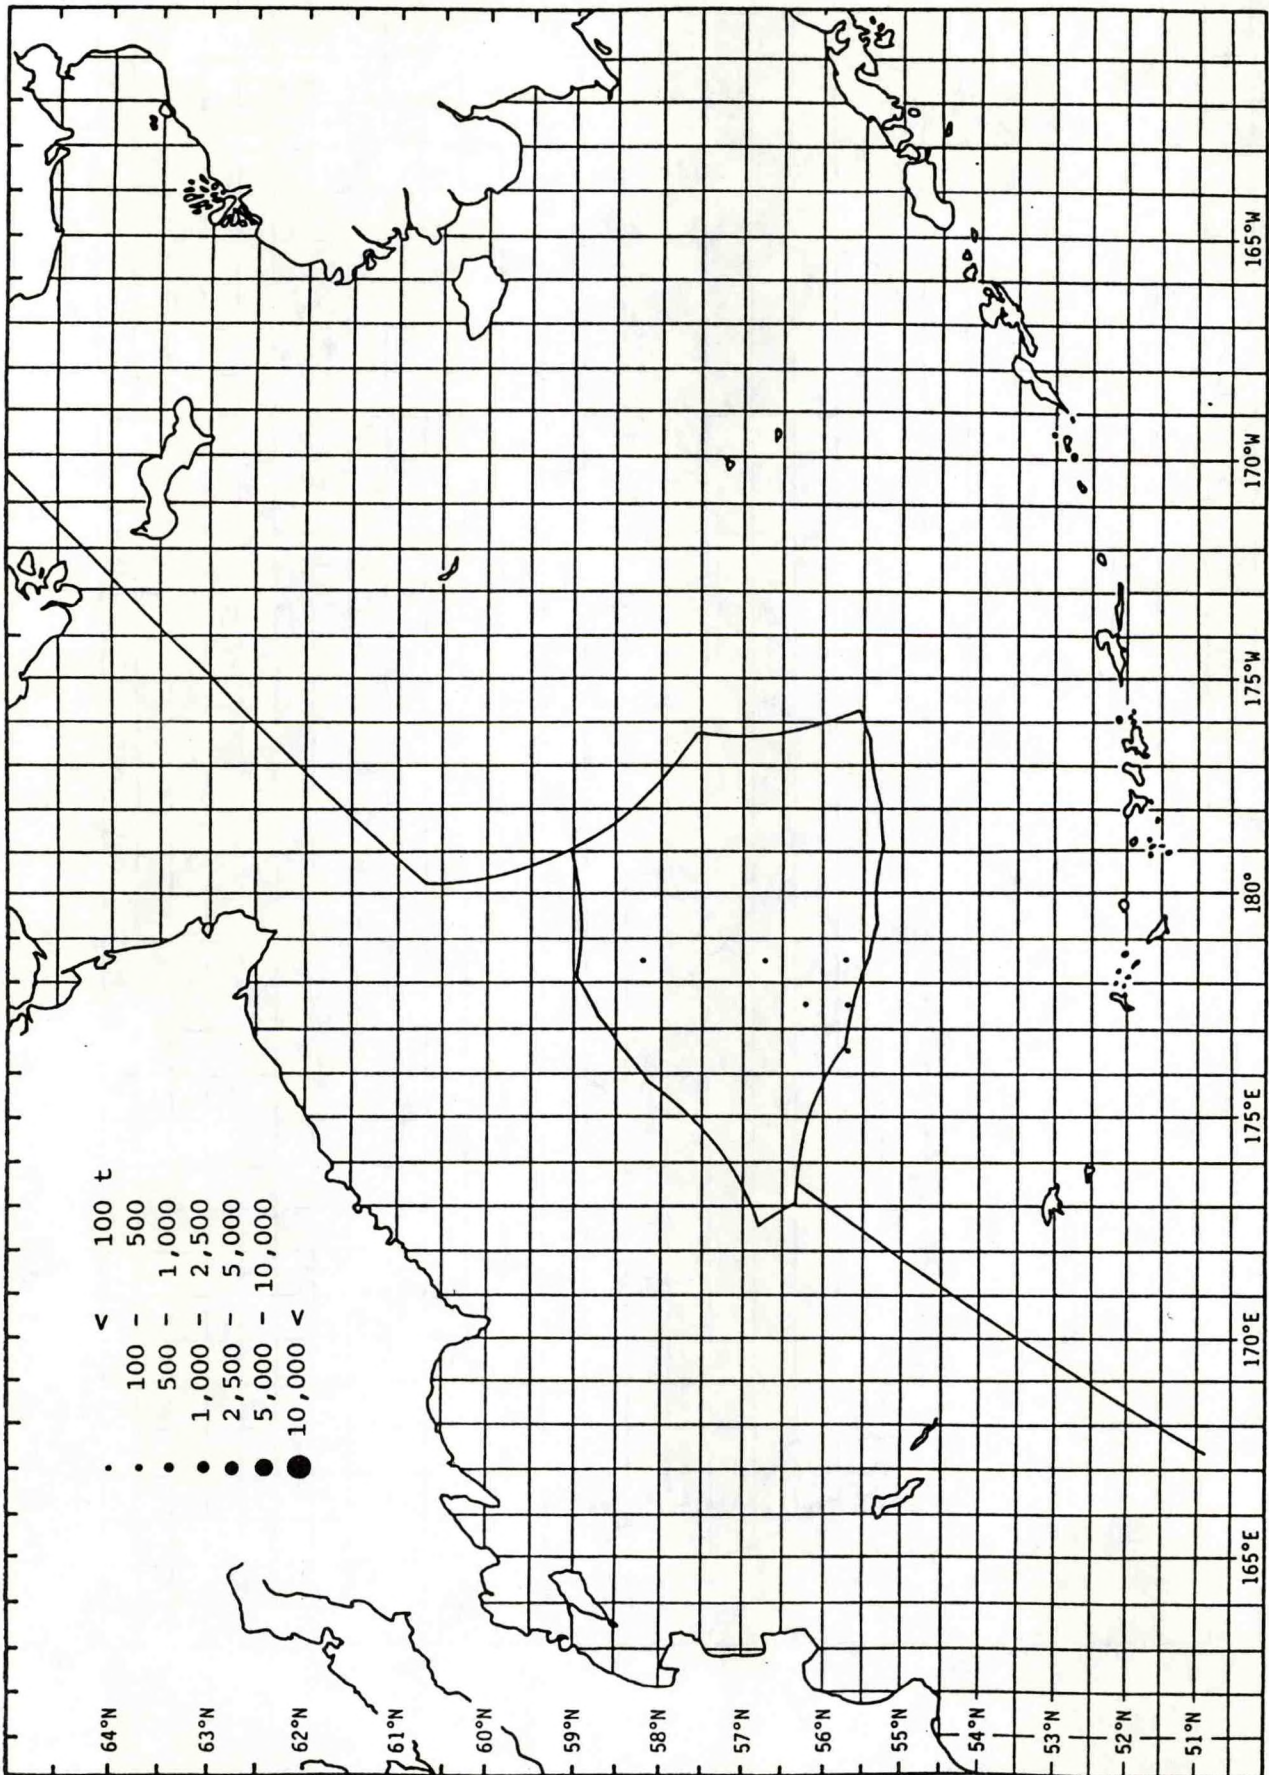 < 100 t
100 - 500
500 - 1,000
1,000 - 2,500
2,500 - 5,000
5,000 - 10,000
10,000 <
64°N
63°N
62°N
61°N
60°N
59°N
58°N
57°N
56°N
55°N
54°N
53°N
52°N
51°N
165°E
170°E
175°E
180°
175°W
170°W
165°W